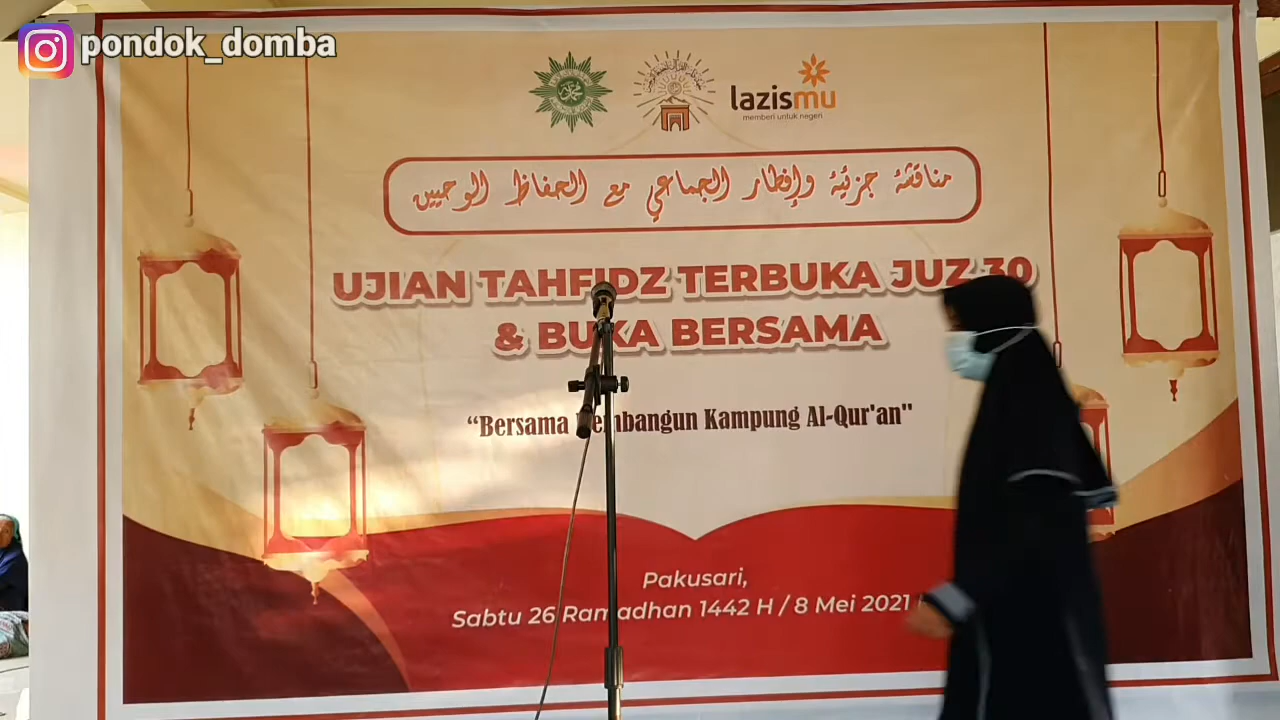 pondok_domba
lazismu
memberi untuk negeri
مناقشة جزئية وإفطار الجماعي مع الحفاظ الوحيين
UJIAN TAHFIDZ TERBUKA JUZ 30
& BUKA BERSAMA
“Bersama Membangun Kampung Al-Qur'an"
Pakusari,
Sabtu 26 Ramadhan 1442 H / 8 Mei 2021